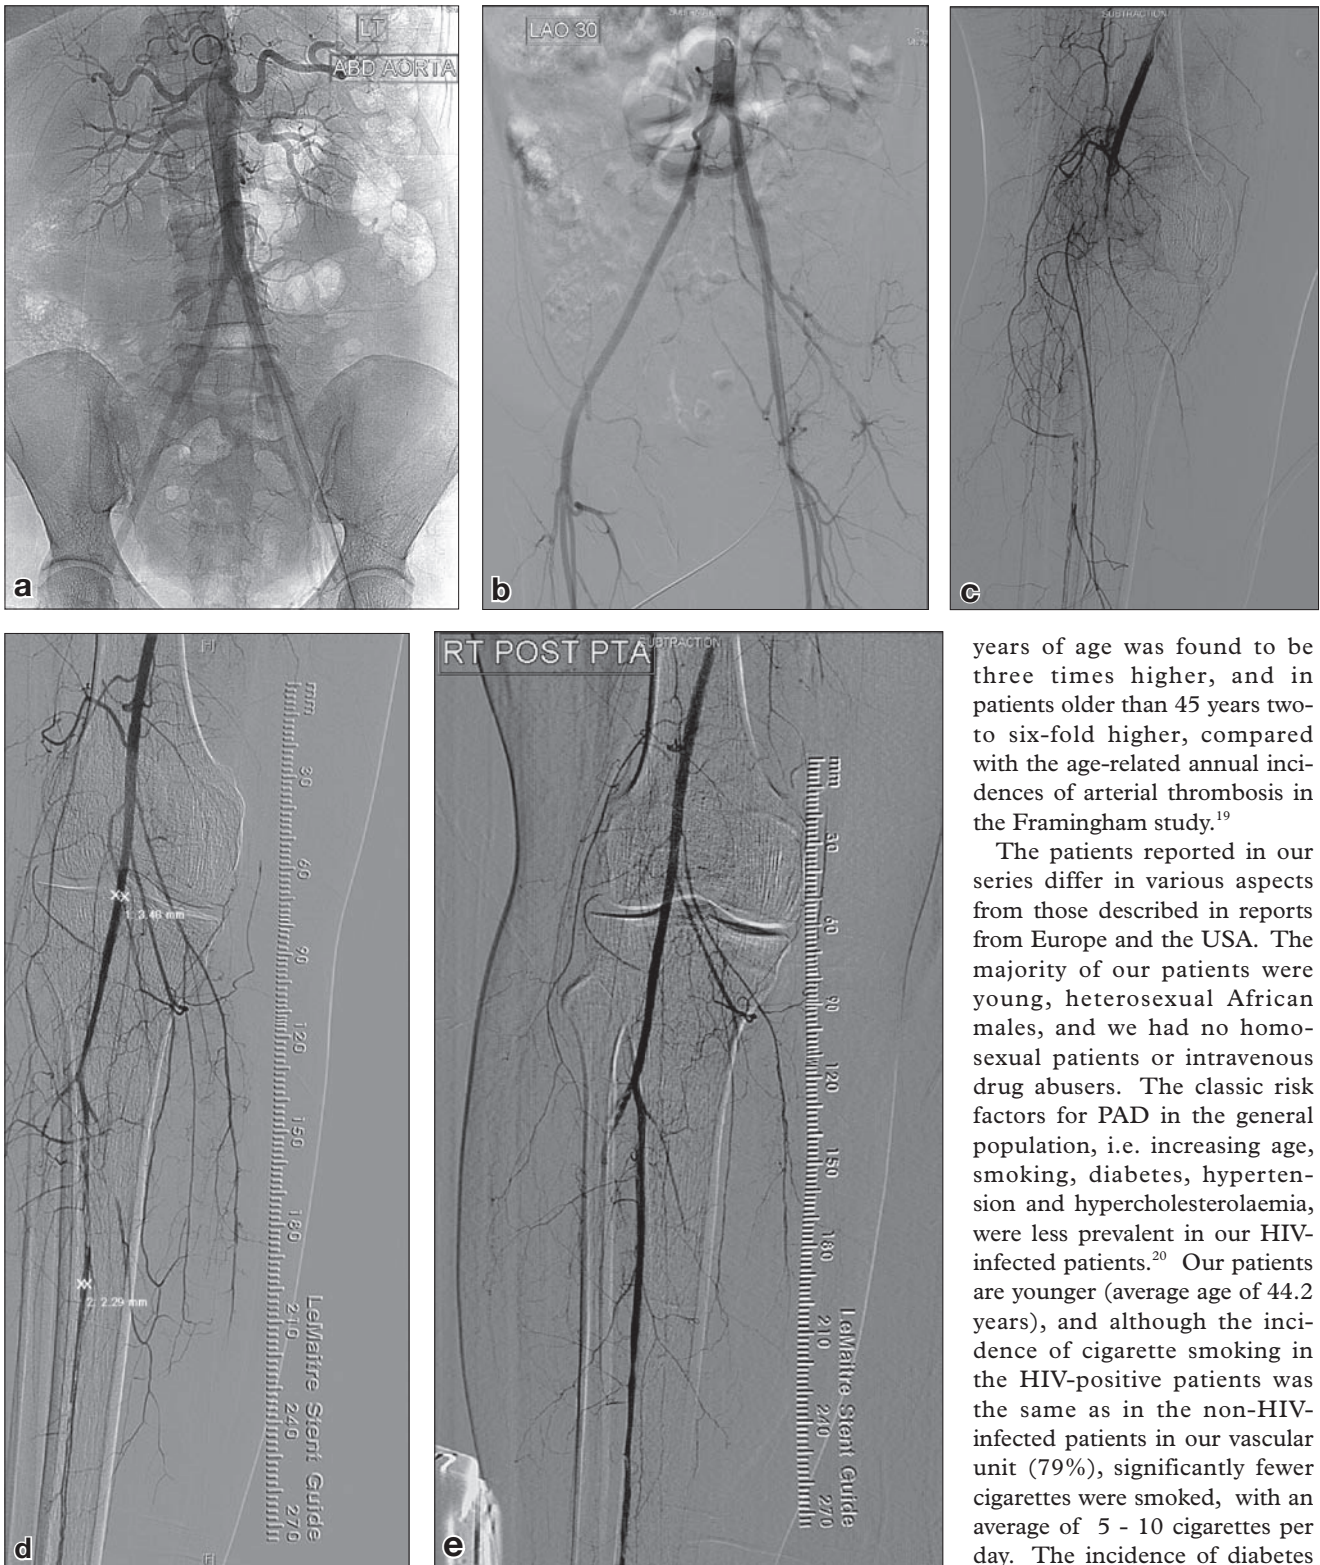 LT
ABD AORTA
a
LAO 30
b
SUBTRACTION
c
mm
30
60
90
120
150
180
210
240
270
LeMaitre Stent Guide
1: 3.46 mm
2: 2.29 mm
[H]
[F]
d
RT POST PTA
SUBTRACTION
mm
30
60
90
120
150
180
210
240
270
LeMaitre Stent Guide
e
years of age was found to be
three times higher, and in
patients older than 45 years two-
to six-fold higher, compared
with the age-related annual inci-
dences of arterial thrombosis in
the Framingham study.19
The patients reported in our
series differ in various aspects
from those described in reports
from Europe and the USA. The
majority of our patients were
young, heterosexual African
males, and we had no homo-
sexual patients or intravenous
drug abusers. The classic risk
factors for PAD in the general
population, i.e. increasing age,
smoking, diabetes, hyperten-
sion and hypercholesterolaemia,
were less prevalent in our HIV-
infected patients.20 Our patients
are younger (average age of 44.2
years), and although the inci-
dence of cigarette smoking in
the HIV-positive patients was
the same as in the non-HIV-
infected patients in our vascular
unit (79%), significantly fewer
cigarettes were smoked, with an
average of 5 - 10 cigarettes per
day. The incidence of diabetes